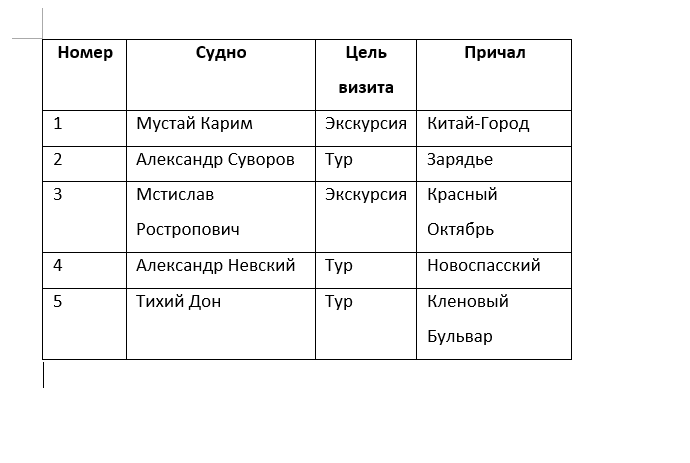 Номер Судно Цель Причал
визита
1 Мустай Карим Экскурсия Китай-Город
2 Александр Суворов Тур Зарядье
3 Мстислав Экскурсия Красный
Ростропович Октябрь
4 Александр Невский Тур Новоспасский
5 Тихий Дон Тур Кленовый
Бульвар